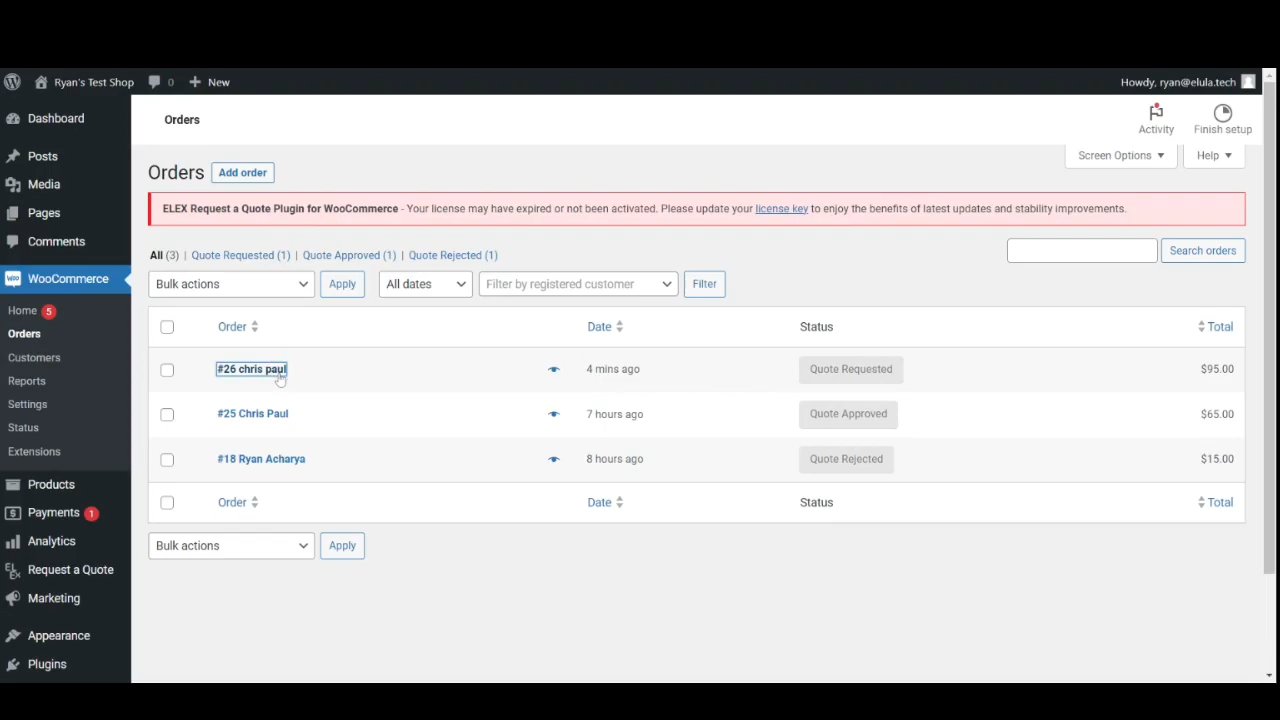 Ryan's Test Shop 0 New Howdy, ryan@elula.tech
Dashboard
Posts
Media
Pages
Comments
WooCommerce
Home 5
Orders
Customers
Reports
Settings
Status
Extensions
Products
Payments 1
Analytics
Request a Quote
Marketing
Appearance
Plugins
Orders
Activity Finish setup
Screen Options Help
Orders Add order
ELEX Request a Quote Plugin for WooCommerce - Your license may have expired or not been activated. Please update your license key to enjoy the benefits of latest updates and stability improvements.
All (3) | Quote Requested (1) | Quote Approved (1) | Quote Rejected (1)
Search orders
Bulk actions Apply All dates Filter by registered customer Filter
Order Date Status Total
#26 chris paul 4 mins ago Quote Requested $95.00
#25 Chris Paul 7 hours ago Quote Approved $65.00
#18 Ryan Acharya 8 hours ago Quote Rejected $15.00
Order Date Status Total
Bulk actions Apply